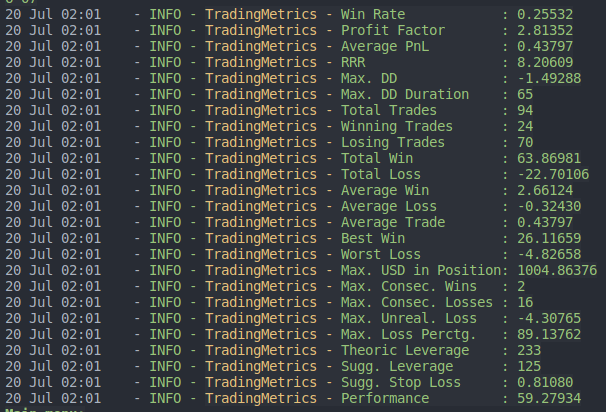 20 Jul 02:01 - INFO - TradingMetrics - Win Rate : 0.25532
20 Jul 02:01 - INFO - TradingMetrics - Profit Factor : 2.81352
20 Jul 02:01 - INFO - TradingMetrics - Average PnL : 0.43797
20 Jul 02:01 - INFO - TradingMetrics - RRR : 8.20609
20 Jul 02:01 - INFO - TradingMetrics - Max. DD : -1.49288
20 Jul 02:01 - INFO - TradingMetrics - Max. DD Duration : 65
20 Jul 02:01 - INFO - TradingMetrics - Total Trades : 94
20 Jul 02:01 - INFO - TradingMetrics - Winning Trades : 24
20 Jul 02:01 - INFO - TradingMetrics - Losing Trades : 70
20 Jul 02:01 - INFO - TradingMetrics - Total Win : 63.86981
20 Jul 02:01 - INFO - TradingMetrics - Total Loss : -22.70106
20 Jul 02:01 - INFO - TradingMetrics - Average Win : 2.66124
20 Jul 02:01 - INFO - TradingMetrics - Average Loss : -0.32430
20 Jul 02:01 - INFO - TradingMetrics - Average Trade : 0.43797
20 Jul 02:01 - INFO - TradingMetrics - Best Win : 26.11659
20 Jul 02:01 - INFO - TradingMetrics - Worst Loss : -4.82658
20 Jul 02:01 - INFO - TradingMetrics - Max. USD in Position: 1004.86376
20 Jul 02:01 - INFO - TradingMetrics - Max. Consec. Wins : 2
20 Jul 02:01 - INFO - TradingMetrics - Max. Consec. Losses : 16
20 Jul 02:01 - INFO - TradingMetrics - Max. Unreal. Loss : -4.30765
20 Jul 02:01 - INFO - TradingMetrics - Max. Loss Perctg. : 89.13762
20 Jul 02:01 - INFO - TradingMetrics - Theoric Leverage : 233
20 Jul 02:01 - INFO - TradingMetrics - Sugg. Leverage : 125
20 Jul 02:01 - INFO - TradingMetrics - Sugg. Stop Loss : 0.81080
20 Jul 02:01 - INFO - TradingMetrics - Performance : 59.27934